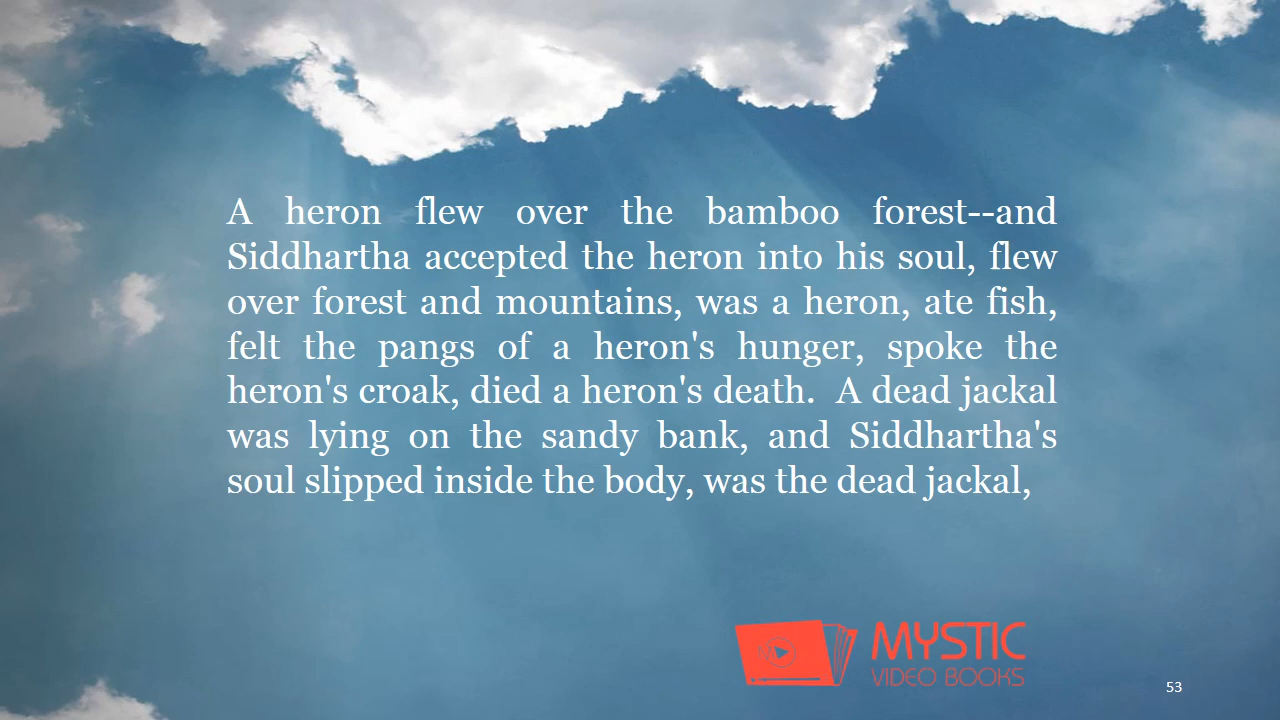 A heron flew over the bamboo forest--and
Siddhartha accepted the heron into his soul, flew
over forest and mountains, was a heron, ate fish,
felt the pangs of a heron's hunger, spoke the
heron's croak, died a heron's death.  A dead jackal
was lying on the sandy bank, and Siddhartha's
soul slipped inside the body, was the dead jackal,
MYSTIC
VIDEO BOOKS
53